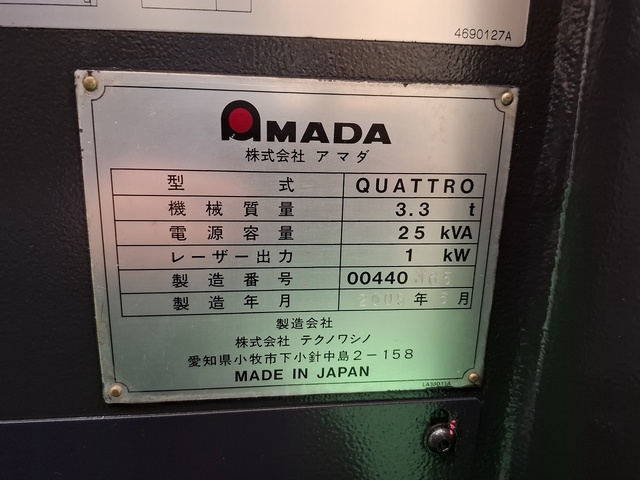 4690127A
AMADA
株式会社 アマダ
型 式 QUATTRO
機械質量 3.3 t
電源容量 25 kVA
レーザー出力 1 kW
製造番号 00440
製造年月 年 月
製造会社
株式会社 テクノワシノ
愛知県小牧市下小針中島2-158
MADE IN JAPAN